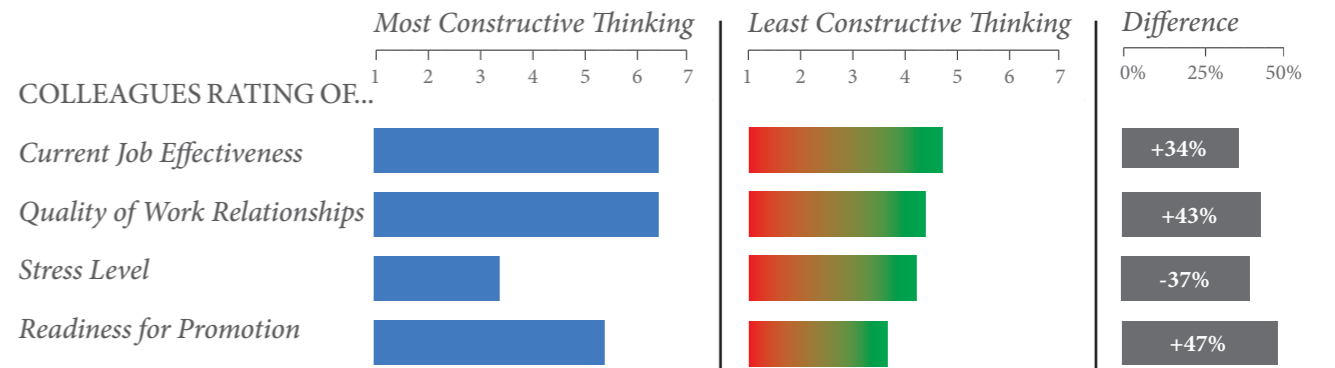 Most Constructive Thinking
Least Constructive Thinking
Difference
1 2 3 4 5 6 7
1 2 3 4 5 6 7
0% 25% 50%
COLLEAGUES RATING OF...
Current Job Effectiveness
+34%
Quality of Work Relationships
+43%
Stress Level
-37%
Readiness for Promotion
+47%